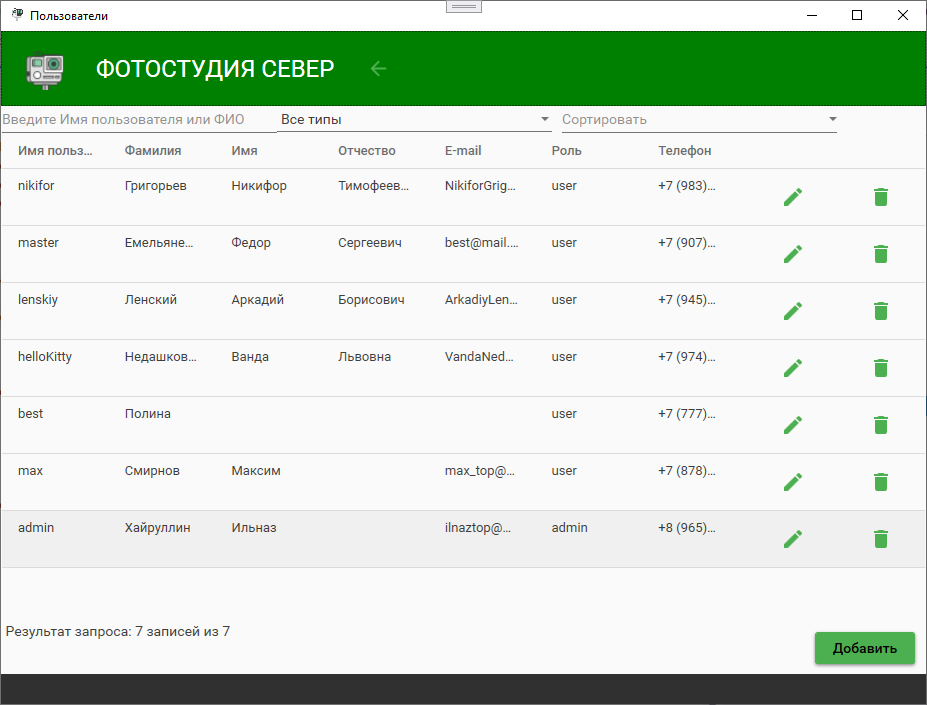 Пользователи
ФОТОСТУДИЯ СЕВЕР
Введите Имя пользователя или ФИО Все типы Сортировать
Имя польз... Фамилия Имя Отчество E-mail Роль Телефон
nikifor Григорьев Никифор Тимофеев... NikiforGrig... user +7 (983)...
master Емельяне... Федор Сергеевич best@mail.... user +7 (907)...
lenskiy Ленский Аркадий Борисович ArkadiyLen... user +7 (945)...
helloKitty Недашков... Ванда Львовна VandaNed... user +7 (974)...
best Полина user +7 (777)...
max Смирнов Максим max_top@... user +7 (878)...
admin Хайруллин Ильназ ilnaztop@... admin +8 (965)...
Результат запроса: 7 записей из 7
Добавить